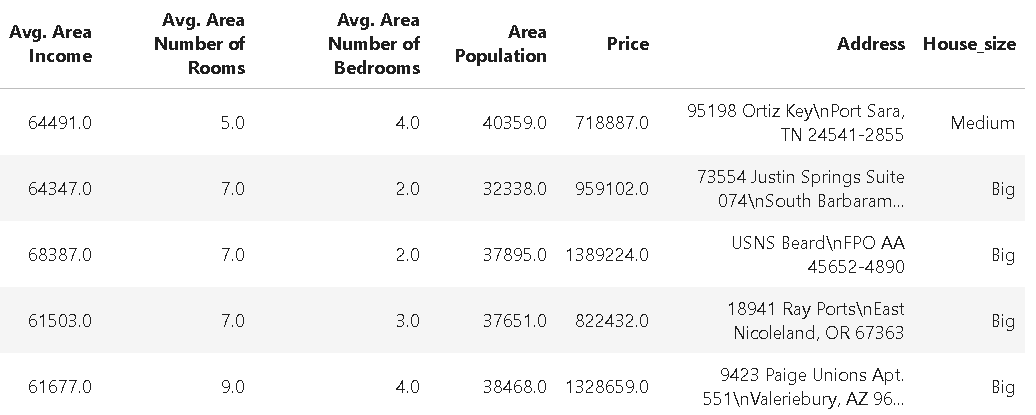 Avg. Area Income Avg. Area Number of Rooms Avg. Area Number of Bedrooms Area Population Price Address House_size
64491.0 5.0 4.0 40359.0 718887.0 95198 Ortiz Key\nPort Sara, TN 24541-2855 Medium
64347.0 7.0 2.0 32338.0 959102.0 73554 Justin Springs Suite 074\nSouth Barbaram... Big
68387.0 7.0 2.0 37895.0 1389224.0 USNS Beard\nFPO AA 45652-4890 Big
61503.0 7.0 3.0 37651.0 822432.0 18941 Ray Ports\nEast Nicoleland, OR 67363 Big
61677.0 9.0 4.0 38468.0 1328659.0 9423 Paige Unions Apt. 551\nValeriebury, AZ 96... Big